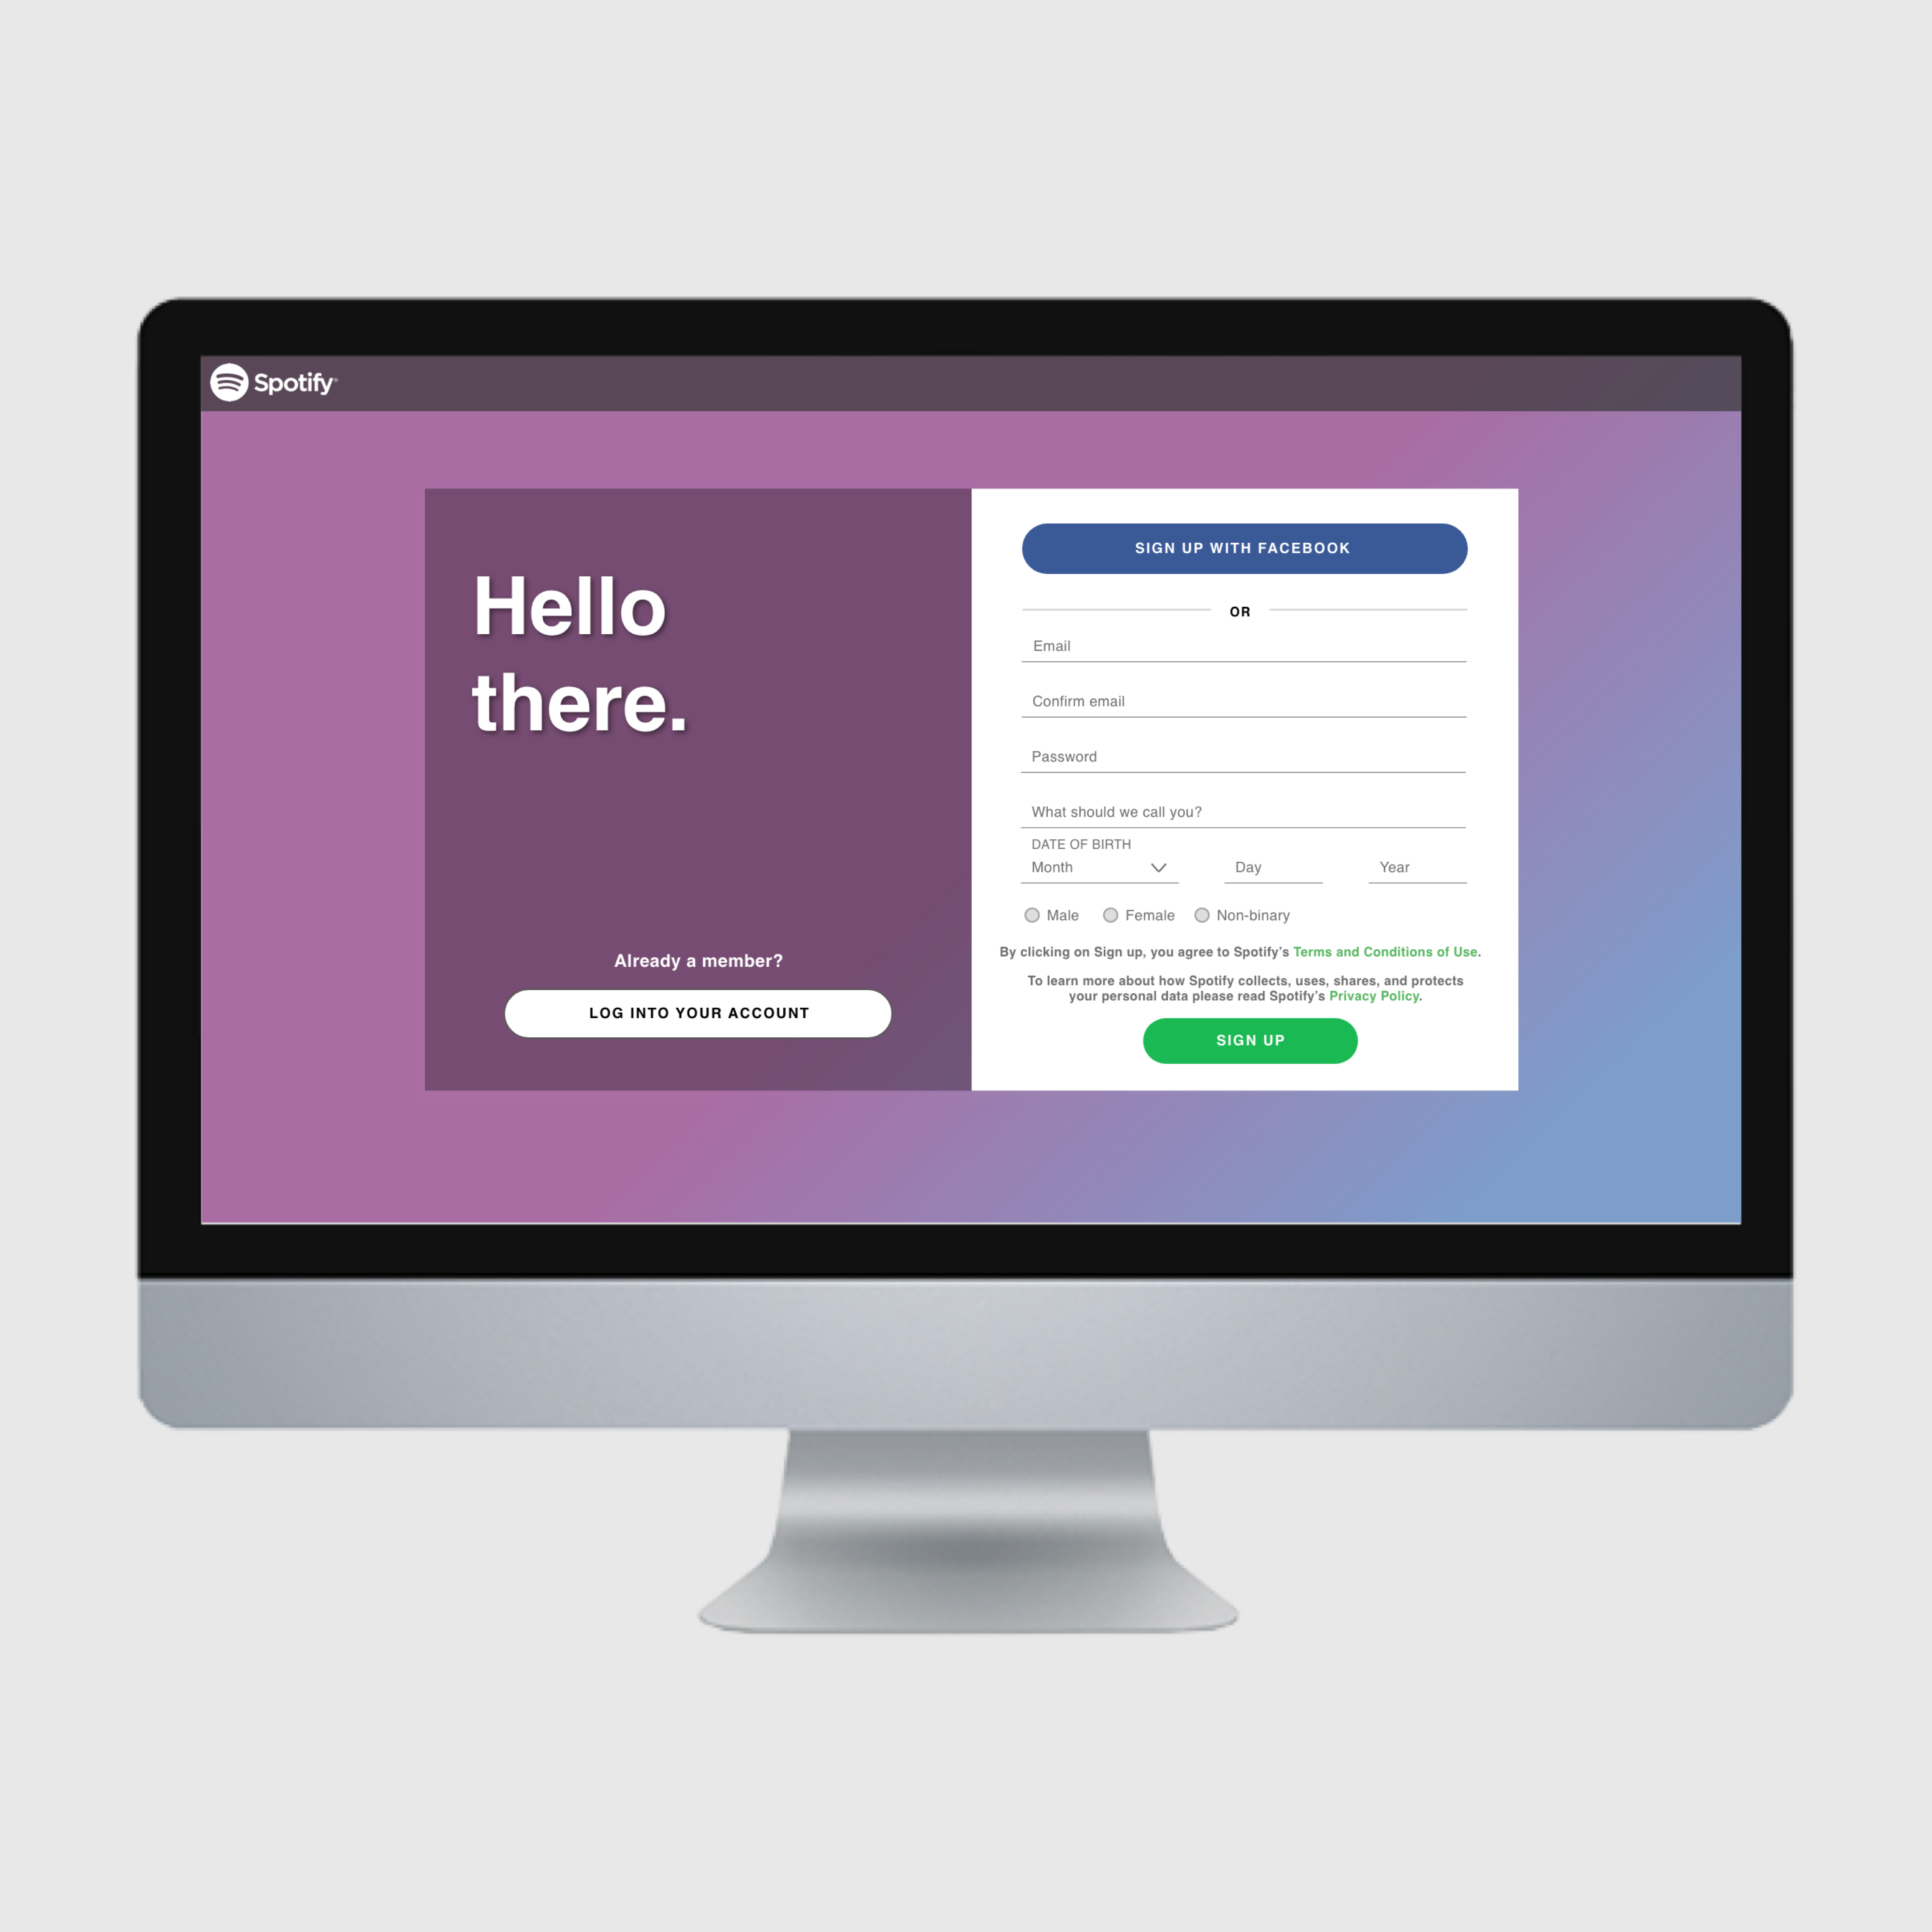 Spotify®
Hello
there.
Already a member?
LOG INTO YOUR ACCOUNT
SIGN UP WITH FACEBOOK
OR
Email
Confirm email
Password
What should we call you?
DATE OF BIRTH
Month Day Year
Male Female Non-binary
By clicking on Sign up, you agree to Spotify’s Terms and Conditions of Use.
To learn more about how Spotify collects, uses, shares, and protects
your personal data please read Spotify’s Privacy Policy.
SIGN UP